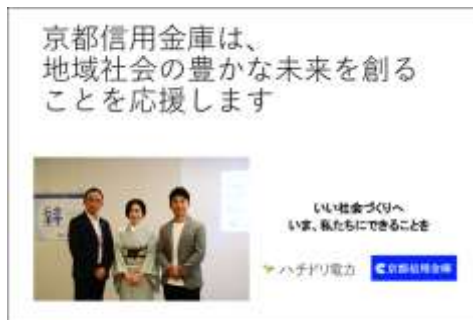 京都信用金庫は、
地域社会の豊かな未来を創る
ことを応援します
いい社会づくりへ
いま、私たちにできることを
ハチドリ電力
京都信用金庫